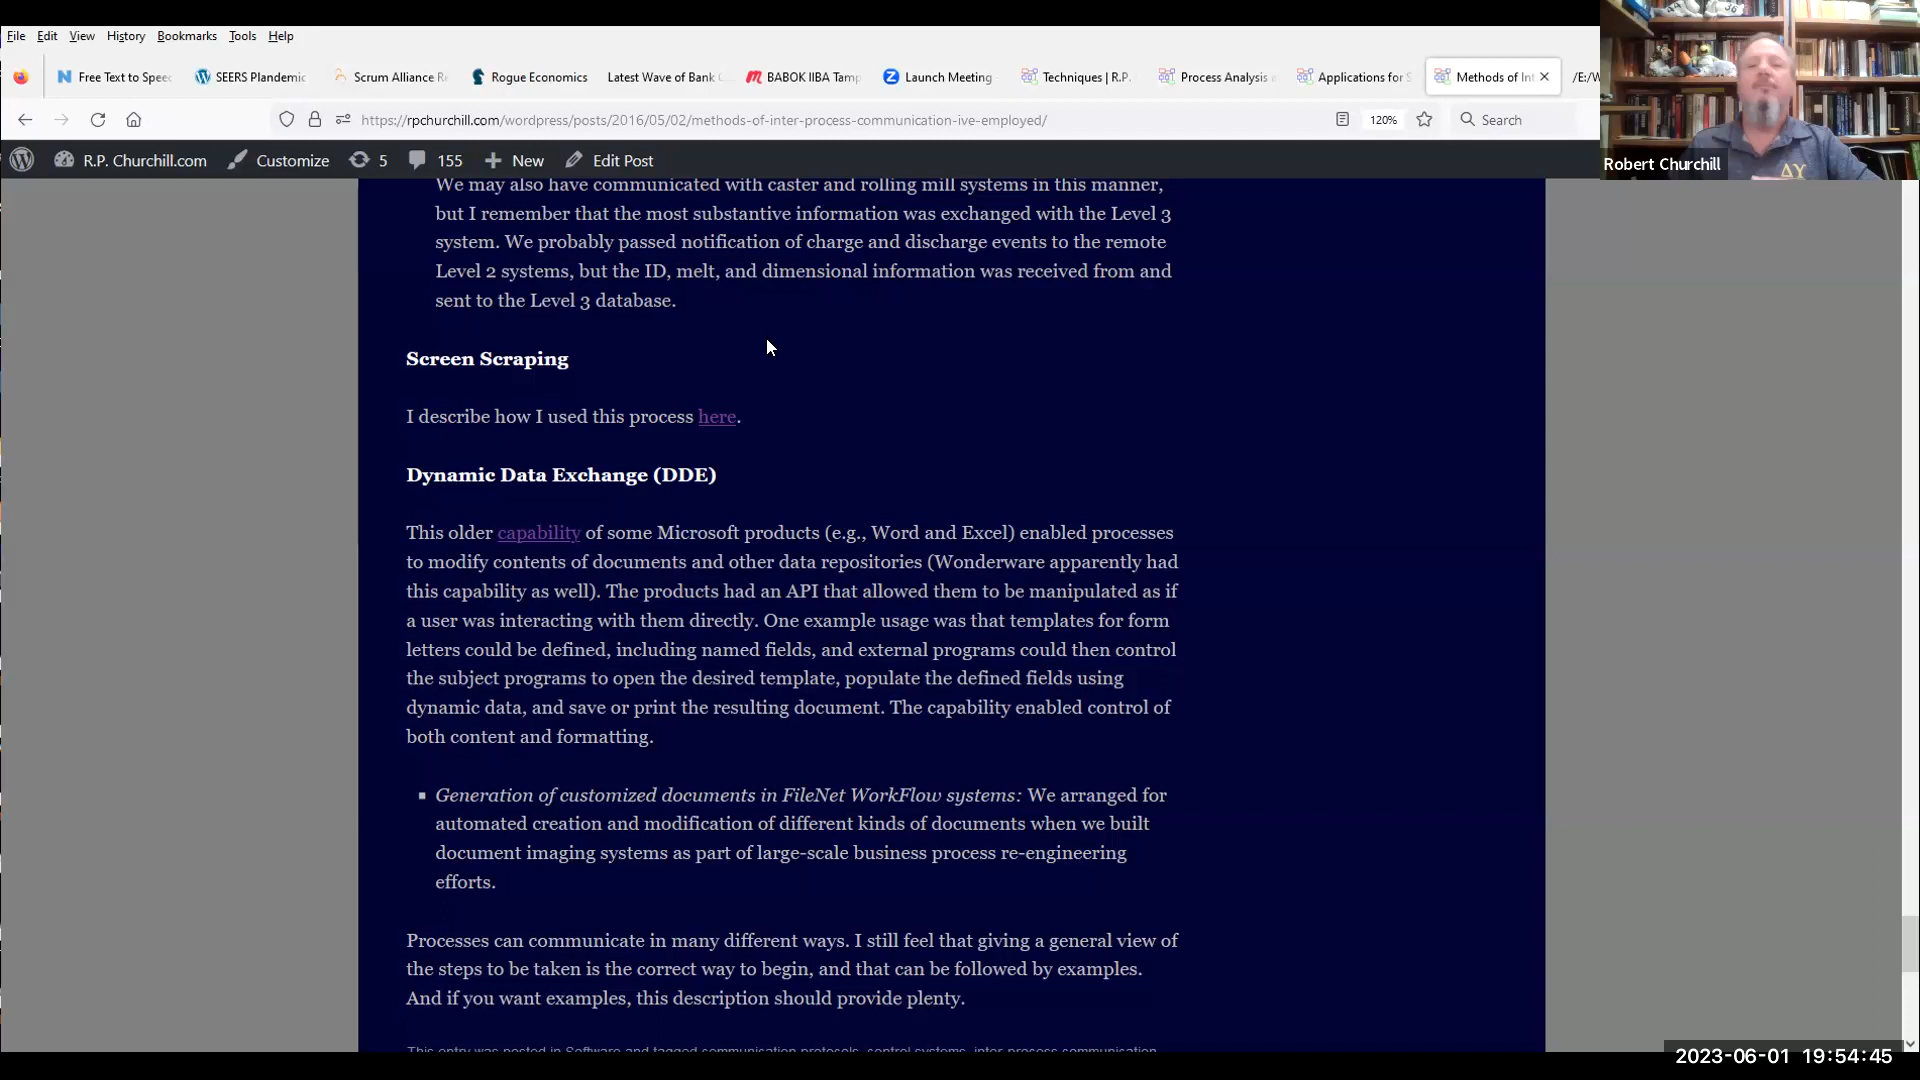 File Edit View History Bookmarks Tools Help
Free Text to Speec
SEERS Plandemic
Scrum Alliance R
Rogue Economics
Latest Wave of Bank
BABOK IIBA Tamp
Launch Meeting
Techniques | R.P.
Process Analysis
Applications for
Methods of Int
/E:/W
https://rpchurchill.com/wordpress/posts/2016/05/02/methods-of-inter-process-communication-ive-employed/
120%
Search
R.P. Churchill.com Customize 5 155 New Edit Post
Robert Churchill
ΔΥ
We may also have communicated with caster and rolling mill systems in this manner,
but I remember that the most substantive information was exchanged with the Level 3
system. We probably passed notification of charge and discharge events to the remote
Level 2 systems, but the ID, melt, and dimensional information was received from and
sent to the Level 3 database.
Screen Scraping
I describe how I used this process here.
Dynamic Data Exchange (DDE)
This older capability of some Microsoft products (e.g., Word and Excel) enabled processes
to modify contents of documents and other data repositories (Wonderware apparently had
this capability as well). The products had an API that allowed them to be manipulated as if
a user was interacting with them directly. One example usage was that templates for form
letters could be defined, including named fields, and external programs could then control
the subject programs to open the desired template, populate the defined fields using
dynamic data, and save or print the resulting document. The capability enabled control of
both content and formatting.
▪ Generation of customized documents in FileNet WorkFlow systems: We arranged for
automated creation and modification of different kinds of documents when we built
document imaging systems as part of large-scale business process re-engineering
efforts.
Processes can communicate in many different ways. I still feel that giving a general view of
the steps to be taken is the correct way to begin, and that can be followed by examples.
And if you want examples, this description should provide plenty.
This entry was posted in Software and tagged communication protocols, control systems, inter-process communication
2023-06-01 19:54:45